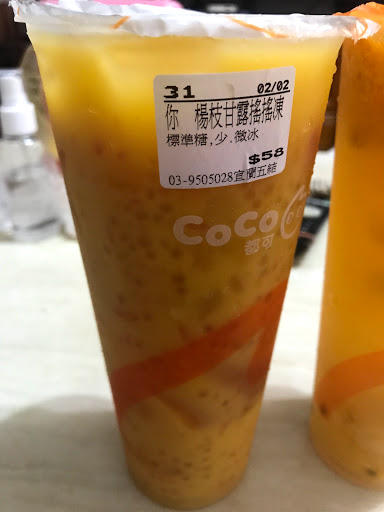 31 02/02
你 楊枝甘露搖搖凍
標準糖,少.微冰
$58
03-9505028宜蘭五結
CoCo
都可